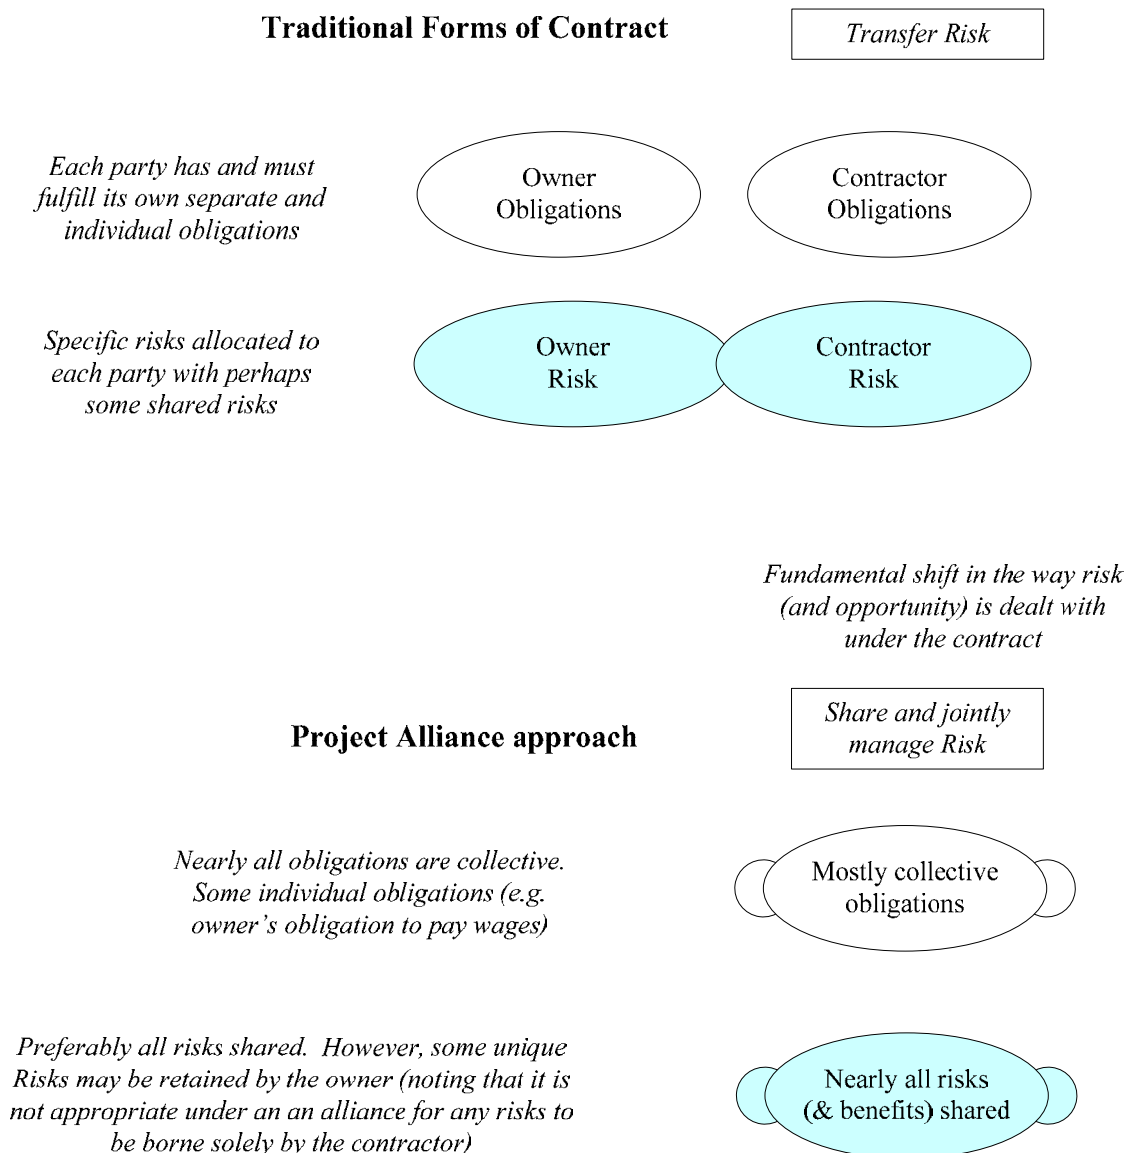 Traditional Forms of Contract
Transfer Risk
Each party has and must
fulfill its own separate and
individual obligations
Owner
Obligations
Contractor
Obligations
Specific risks allocated to
each party with perhaps
some shared risks
Owner
Risk
Contractor
Risk
Fundamental shift in the way risk
(and opportunity) is dealt with
under the contract
Project Alliance approach
Share and jointly
manage Risk
Nearly all obligations are collective.
Some individual obligations (e.g.
owner's obligation to pay wages)
Mostly collective
obligations
Preferably all risks shared.  However, some unique
Risks may be retained by the owner (noting that it is
not appropriate under an an alliance for any risks to
be borne solely by the contractor)
Nearly all risks
(& benefits) shared